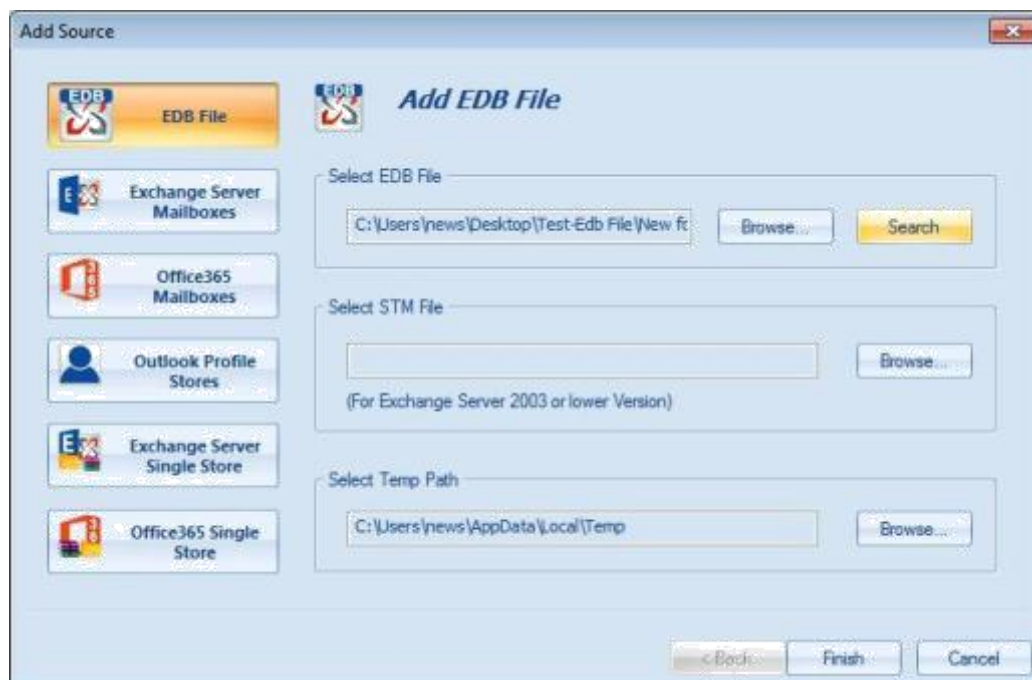 Add Source
EDB
EDB File
Exchange Server
Mailboxes
Office365
Mailboxes
Outlook Profile
Stores
Exchange Server
Single Store
Office365 Single
Store
EDB
Add EDB File
Select EDB File
C:\Users\news\Desktop\Test-Edb File\New fc
Browse...
Search
Select STM File
Browse...
(For Exchange Server 2003 or lower Version)
Select Temp Path
C:\Users\news\AppData\Local\Temp
Browse...
< Back
Finish
Cancel